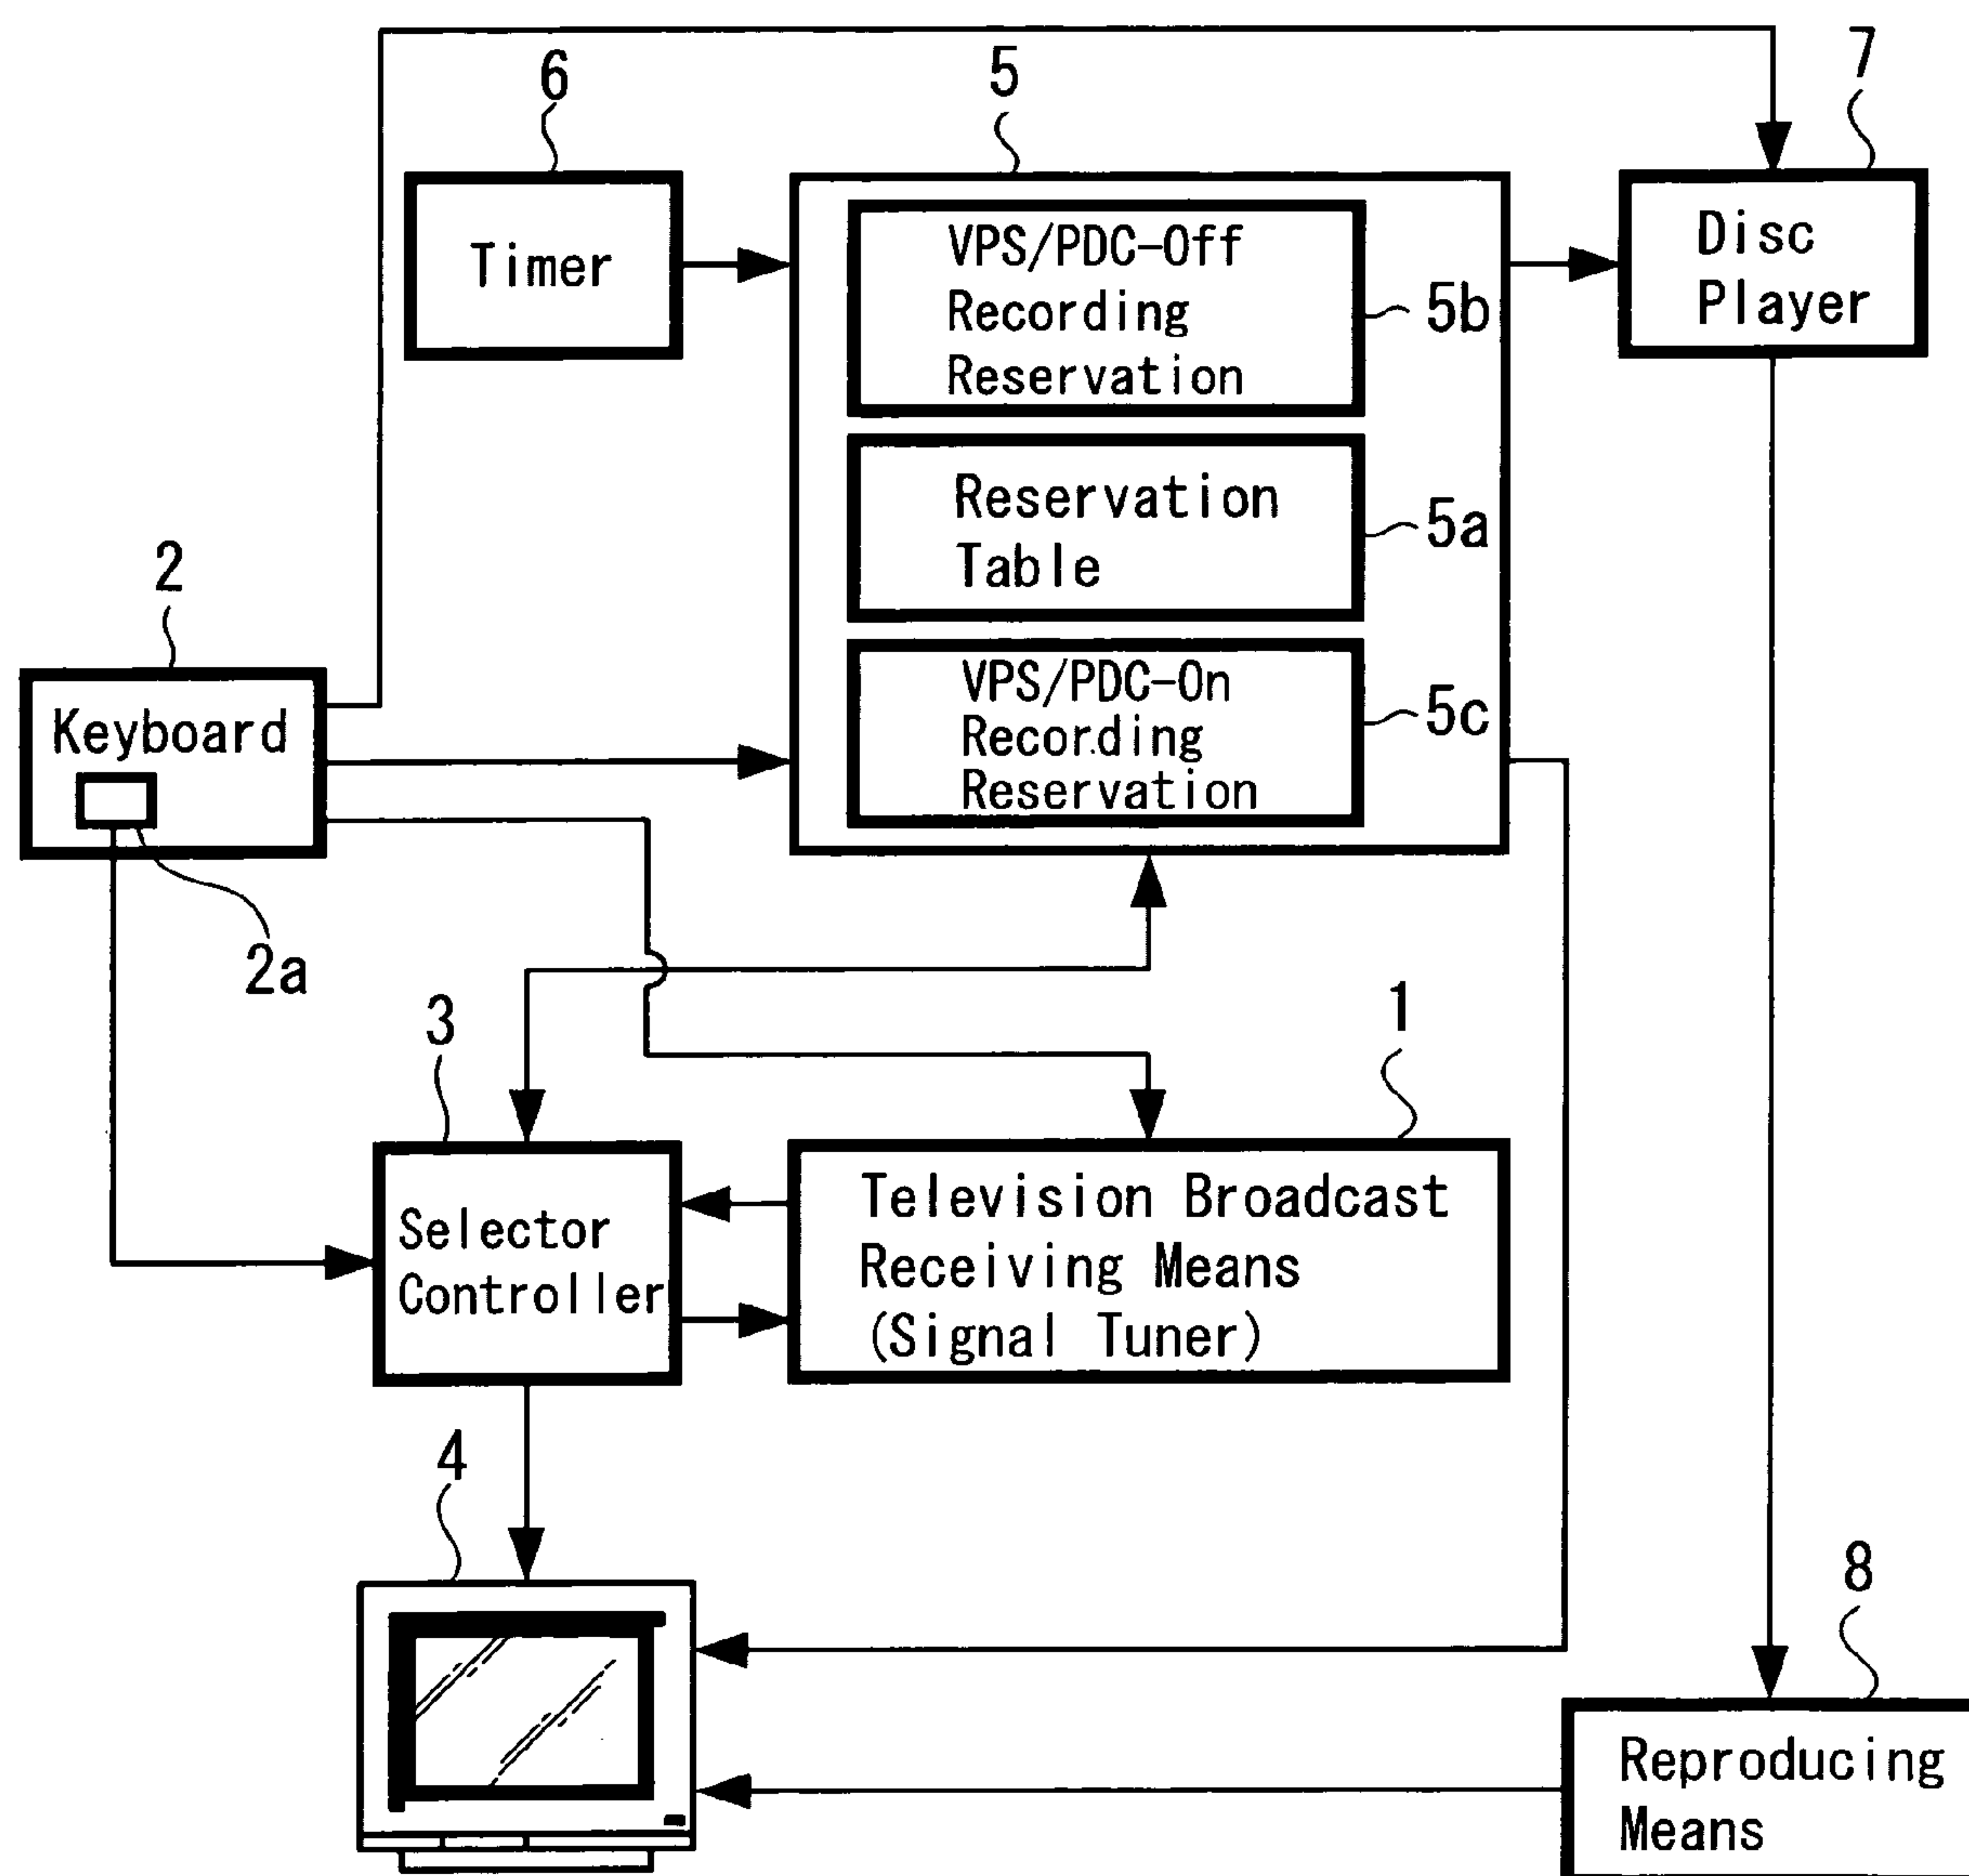 6
5
7
Timer
VPS/PDC-Off
Recording
Reservation
5b
Disc
Player
Reservation
Table
5a
2
Keyboard
2a
VPS/PDC-On
Recording
Reservation
5c
3
1
Selector
Controller
Television Broadcast
Receiving Means
(Signal Tuner)
4
8
Reproducing
Means